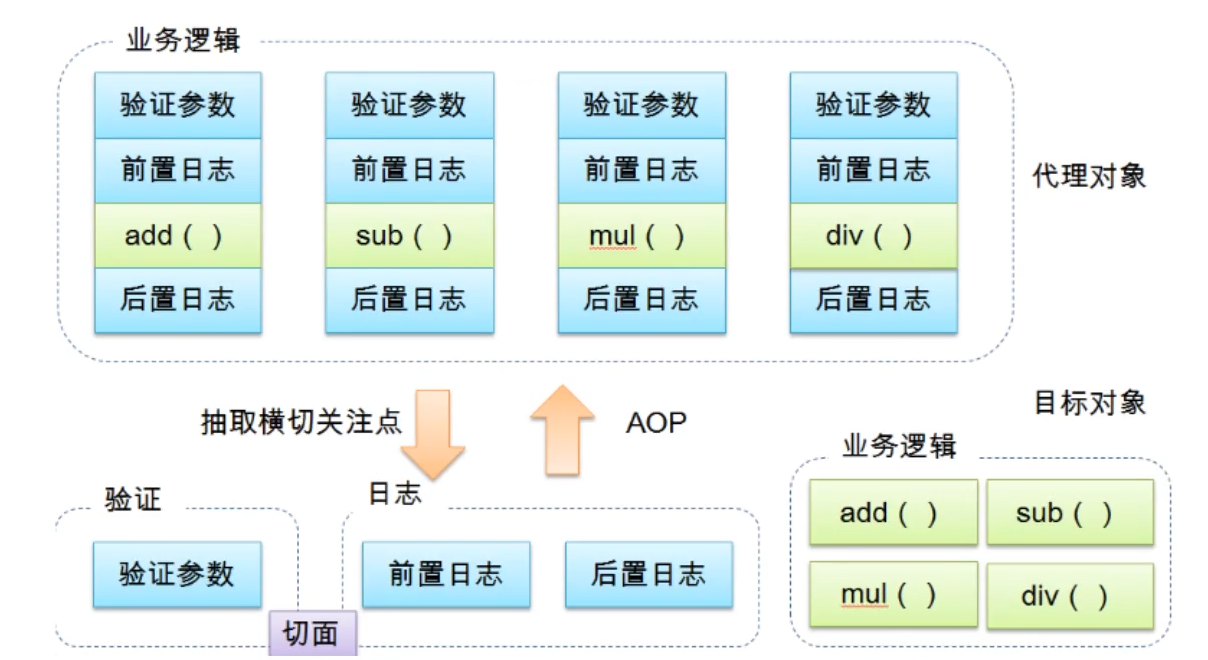 业务逻辑
验证参数 验证参数 验证参数 验证参数
前置日志 前置日志 前置日志 前置日志
代理对象
add ( ) sub ( ) mul ( ) div ( )
后置日志 后置日志 后置日志 后置日志
抽取横切关注点
AOP
目标对象
业务逻辑
add ( ) sub ( )
mul ( ) div ( )
验证
验证参数
日志
前置日志 后置日志
切面